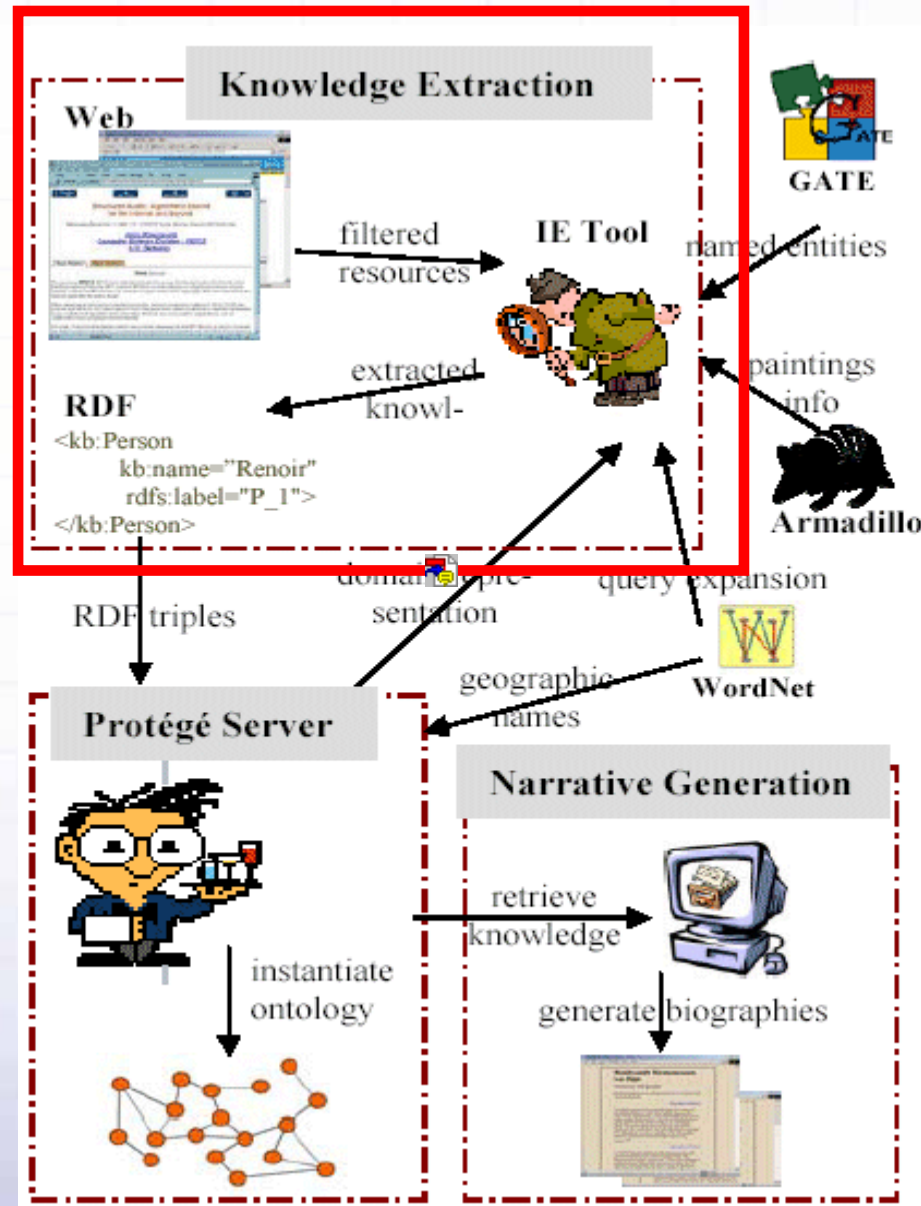 Knowledge Extraction
Web
GATE
filtered
resources
IE Tool
named entities
extracted
knowl-
paintings
info
RDF
<kb:Person
kb:name="Renoir"
rdfs:label="P_1">
</kb:Person>
Armadillo
query expansion
sentation
RDF triples
W
WordNet
geographic
names
Protégé Server
Narrative Generation
retrieve
knowledge
instantiate
ontology
generate biographies